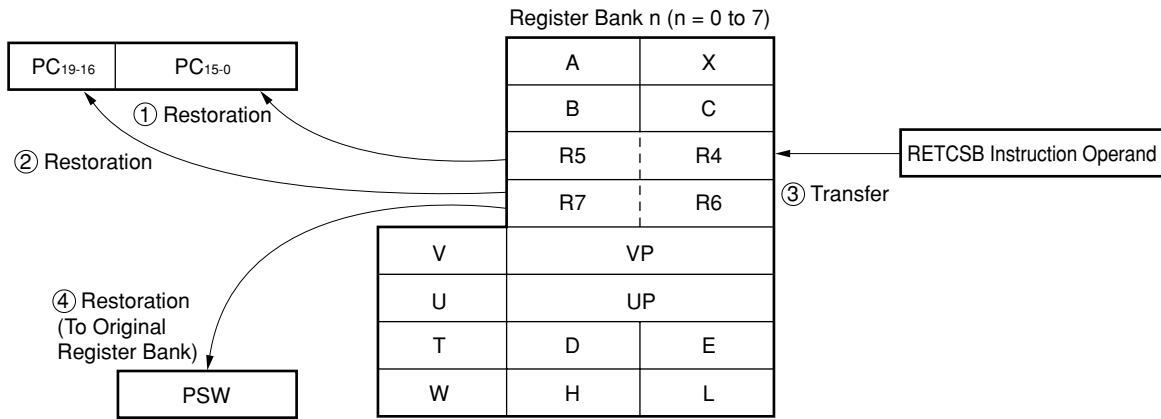 Register Bank n (n = 0 to 7)
PC19-16 PC15-0
A X
① Restoration
B C
② Restoration
R5 R4
RETCSB Instruction Operand
③ Transfer
R7 R6
V VP
④ Restoration
(To Original
Register Bank)
U UP
T D E
PSW
W H L